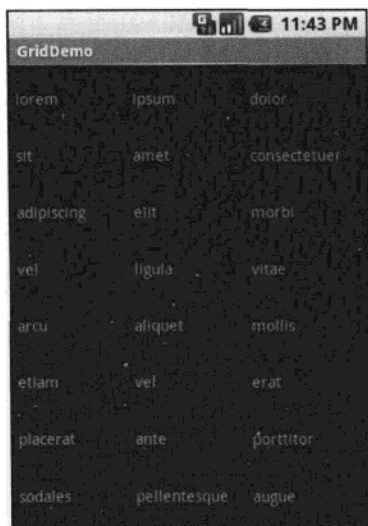 11:43 PM
GridDemo
lorem ipsum dolor
sit amet consectetuer
adipiscing elit morbi
vel ligula vitae
arcu aliquet mollis
etiam vel erat
placerat ante porttitor
sodales pellentesque augue